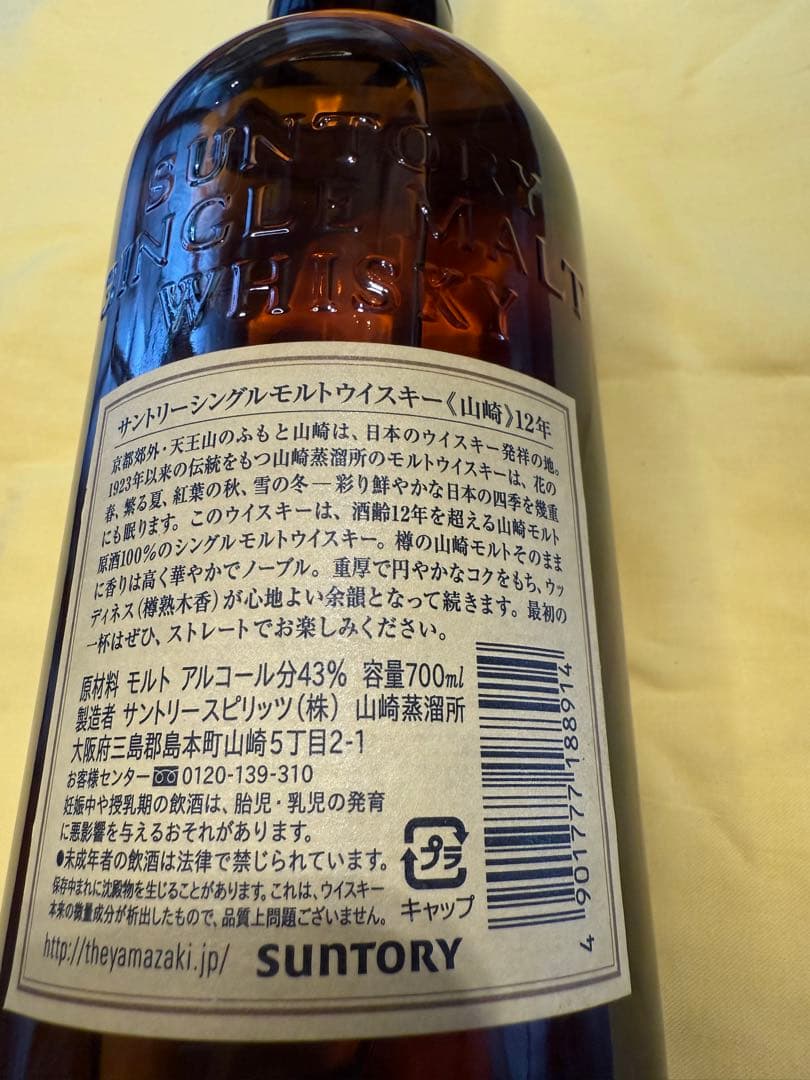 SUNTORY
SINGLE MALT
WHISKY
サントリーシングルモルトウイスキー《山崎》12年
京都郊外・天王山のふもと山崎は、日本のウイスキー発祥の地。
1923年以来の伝統をもつ山崎蒸溜所のモルトウイスキーは、花の
春、繁る夏、紅葉の秋、雪の冬―彩り鮮やかな日本の四季を幾重
にも眠ります。このウイスキーは、酒齢12年を超える山崎モルト
原酒100%のシングルモルトウイスキー。樽の山崎モルトそのまま
に香りは高く華やかでノーブル。重厚で円やかなコクをもち、ウッ
ディネス(樽熟木香)が心地よい余韻となって続きます。最初の
一杯はぜひ、ストレートでお楽しみください。
原材料 モルト アルコール分43% 容量700ml
製造者 サントリースピリッツ(株) 山崎蒸溜所
大阪府三島郡島本町山崎5丁目2-1
お客様センター 0120-139-310
妊娠中や授乳期の飲酒は、胎児・乳児の発育
に悪影響を与えるおそれがあります。
●未成年者の飲酒は法律で禁じられています。
保存中まれに沈殿物を生じることがあります。これは、ウイスキー
本来の微量成分が析出したもので、品質上問題ございません。
http://theyamazaki.jp/
SUNTORY
プラ
キャップ
4 901777 188914